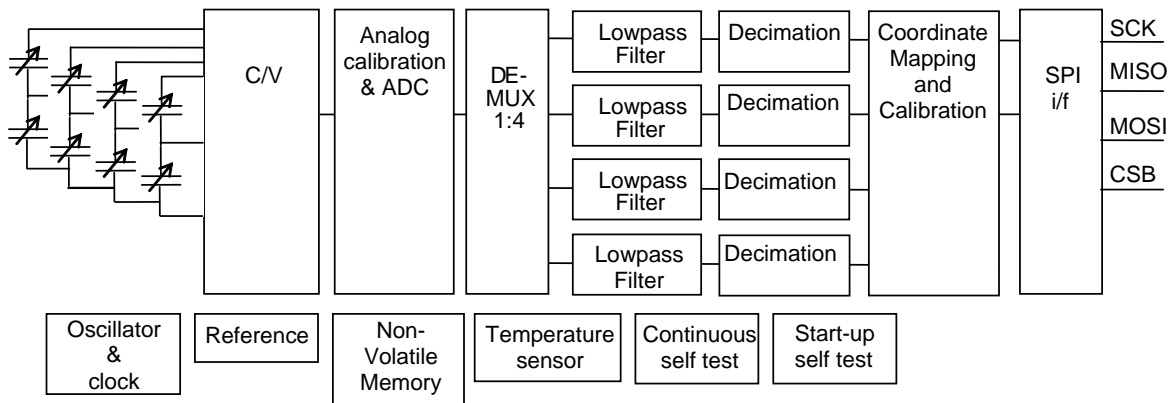 C/V
Analog
calibration
& ADC
DE-
MUX
1:4
Lowpass
Filter
Decimation
Lowpass
Filter
Decimation
Lowpass
Filter
Decimation
Lowpass
Filter
Decimation
Coordinate
Mapping
and
Calibration
SPI
i/f
SCK
MISO
MOSI
CSB
Oscillator
&
clock
Reference
Non-
Volatile
Memory
Temperature
sensor
Continuous
self test
Start-up
self test